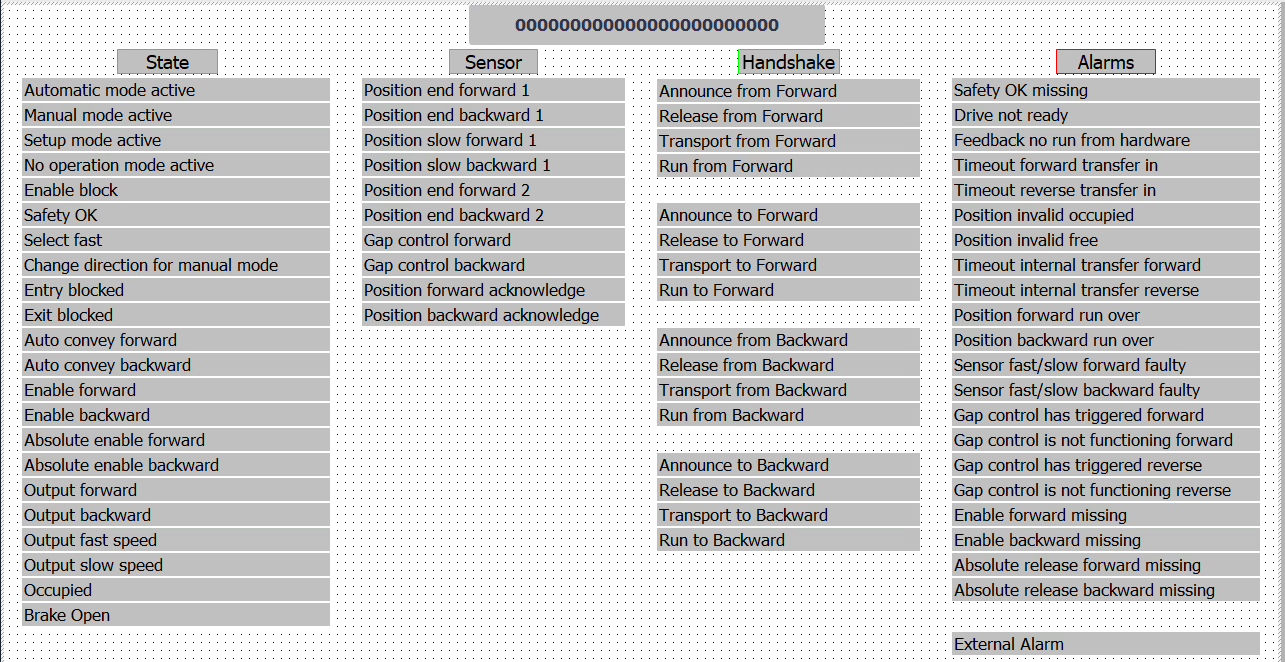 000000000000000000000000
State
Automatic mode active
Manual mode active
Setup mode active
No operation mode active
Enable block
Safety OK
Select fast
Change direction for manual mode
Entry blocked
Exit blocked
Auto convey forward
Auto convey backward
Enable forward
Enable backward
Absolute enable forward
Absolute enable backward
Output forward
Output backward
Output fast speed
Output slow speed
Occupied
Brake Open
Sensor
Position end forward 1
Position end backward 1
Position slow forward 1
Position slow backward 1
Position end forward 2
Position end backward 2
Gap control forward
Gap control backward
Position forward acknowledge
Position backward acknowledge
Handshake
Announce from Forward
Release from Forward
Transport from Forward
Run from Forward
Announce to Forward
Release to Forward
Transport to Forward
Run to Forward
Announce from Backward
Release from Backward
Transport from Backward
Run from Backward
Announce to Backward
Release to Backward
Transport to Backward
Run to Backward
Alarms
Safety OK missing
Drive not ready
Feedback no run from hardware
Timeout forward transfer in
Timeout reverse transfer in
Position invalid occupied
Position invalid free
Timeout internal transfer forward
Timeout internal transfer reverse
Position forward run over
Position backward run over
Sensor fast/slow forward faulty
Sensor fast/slow backward faulty
Gap control has triggered forward
Gap control is not functioning forward
Gap control has triggered reverse
Gap control is not functioning reverse
Enable forward missing
Enable backward missing
Absolute release forward missing
Absolute release backward missing
External Alarm